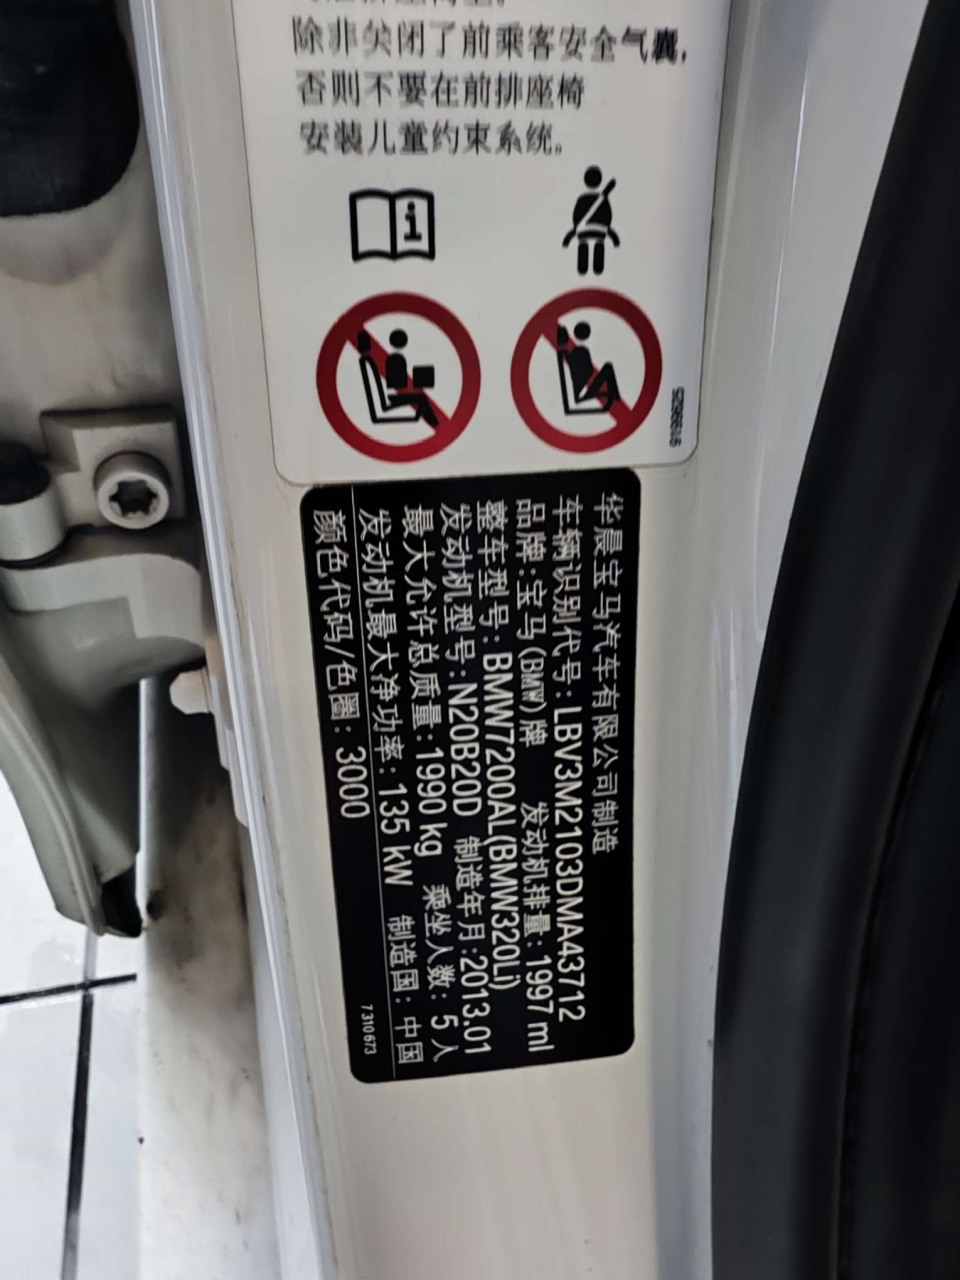 除非关闭了前乘客安全气囊，
否则不要在前排座椅
安装儿童约束系统。
华晨宝马汽车有限公司制造
车辆识别代号：LBV3M2103DMA43712
品牌：宝马（BMW）牌 发动机排量：1997 ml
整车型号：BMW7200AL(BMW320Li)
发动机型号：N20B20D 制造年月：2013.01
最大允许总质量：1990 kg 乘坐人数：5 人
发动机最大净功率：135 kW 制造国：中国
颜色代码/色圈：3000
7310673